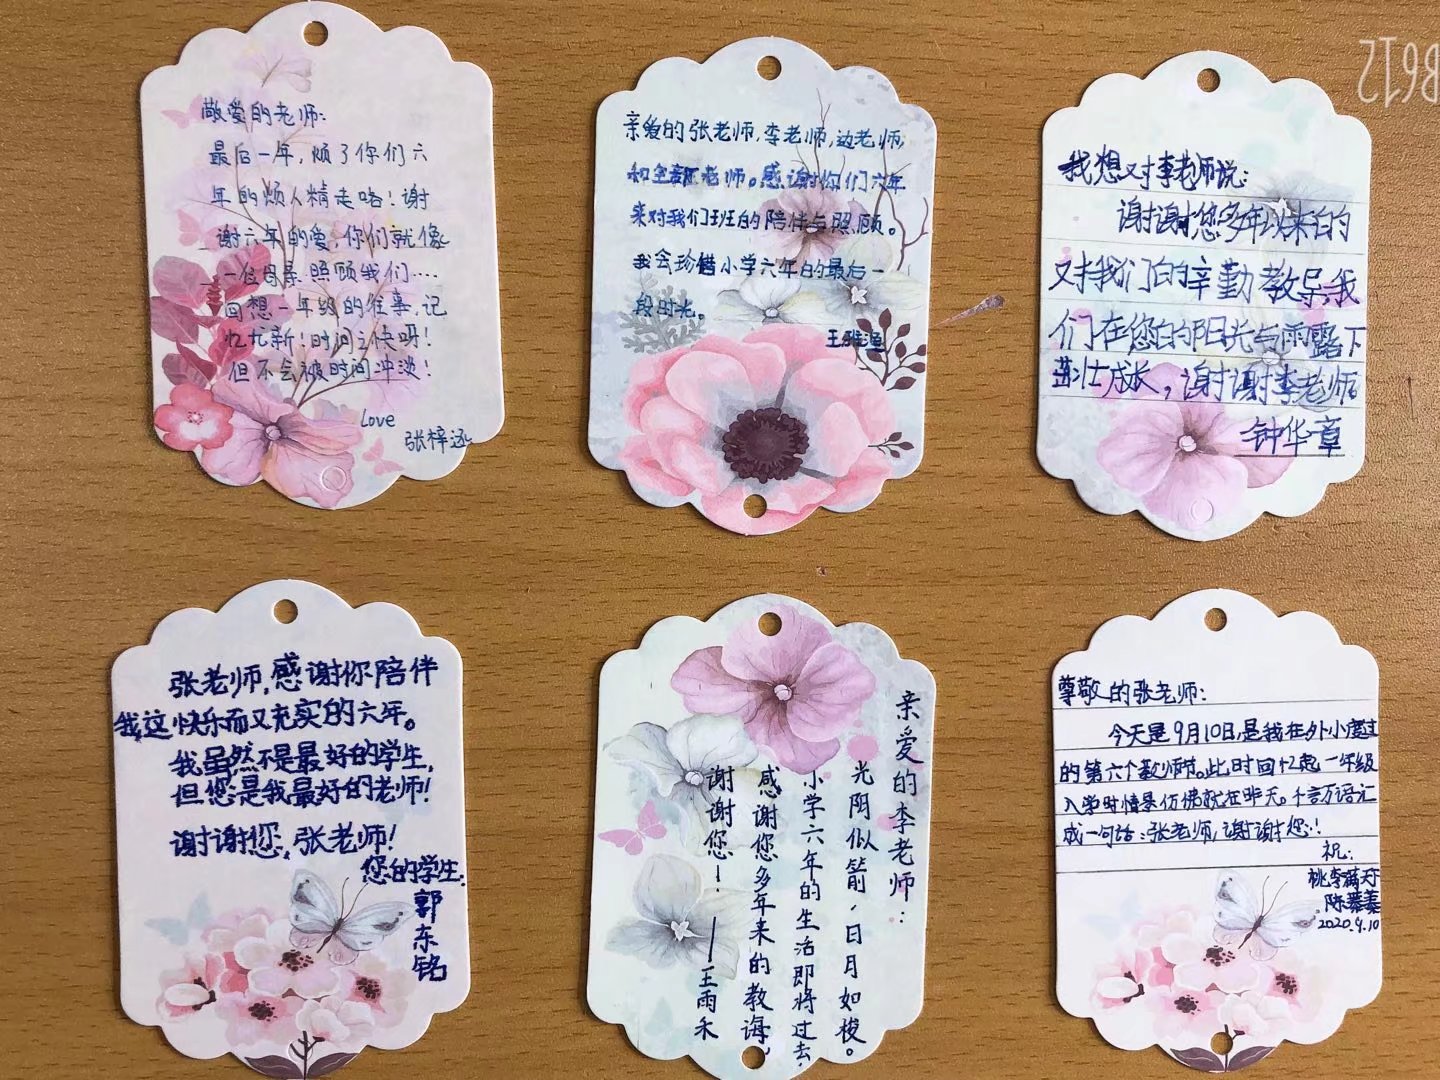 敬爱的老师:
最后一年,烦了你们六
年的烦人精走咯!谢
谢六年的爱,你们就像
一位母亲照顾我们····
回想一年级的往事,记
忆尤新!时间之快呀!
但不会被时间冲淡!
Love
张梓涵
亲爱的张老师,李老师,边老师,
和全新老师。感谢你们六年
来对我们班的陪伴与照顾。
我会珍惜小学六年的最后一
段时光。
王雅
我想对李老师说:
谢谢您多年以来的
对我们的辛勤教导,我
们在您的阳光与雨露下
茁壮成长,谢谢李老师。
钟华章
张老师,感谢你陪伴
我这快乐而又充实的六年。
我虽然不是最好的学生,
但您是我最好的老师!
谢谢您,张老师!
您的学生:
郭东铭
亲爱的李老师:
光阴似箭,日月如梭。
小学六年的生活即将过去,
感谢您多年来的教诲,
谢谢您!——王雨禾
尊敬的张老师:
今天是9月10日,是我在外小度过
的第六个教师节。此时回忆起一年级
入学时情景仿佛就在昨天。千言万语汇
成一句话:张老师,谢谢您!
祝:
桃李满天
陈蓁蓁
2020.9.10
B612